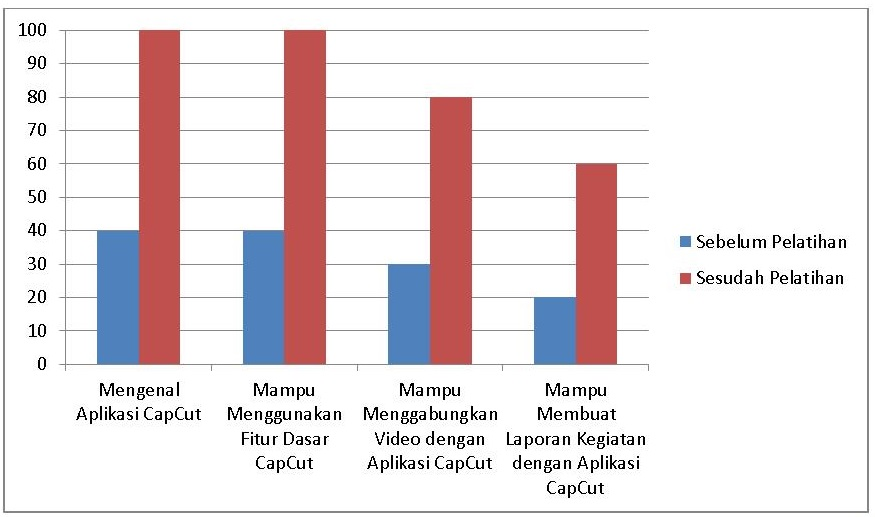 100
90
80
70
60
50
40
30
20
10
0
Mengenal
Aplikasi CapCut
Mampu
Menggunakan
Fitur Dasar
CapCut
Mampu
Menggabungkan
Video dengan
Aplikasi CapCut
Mampu
Membuat
Laporan Kegiatan
dengan Aplikasi
CapCut
Sebelum Pelatihan
Sesudah Pelatihan